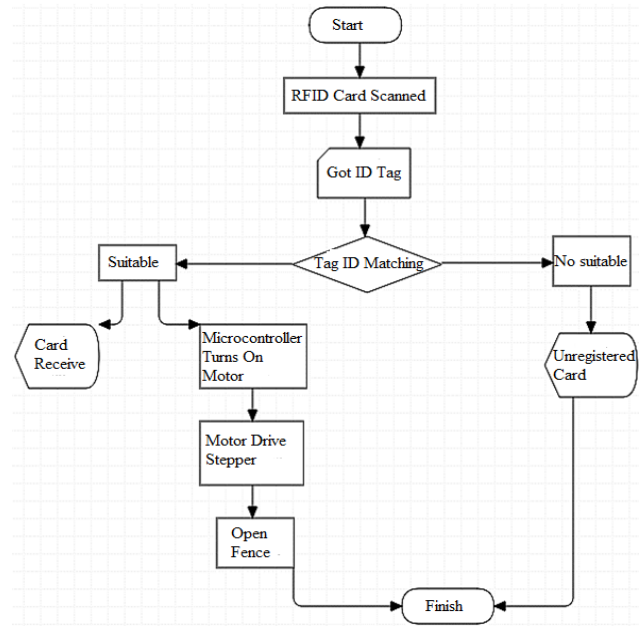 Start
RFID Card Scanned
Got ID Tag
Tag ID Matching
Suitable
No suitable
Card
Receive
Microcontroller
Turns On
Motor
Unregistered
Card
Motor Drive
Stepper
Open
Fence
Finish